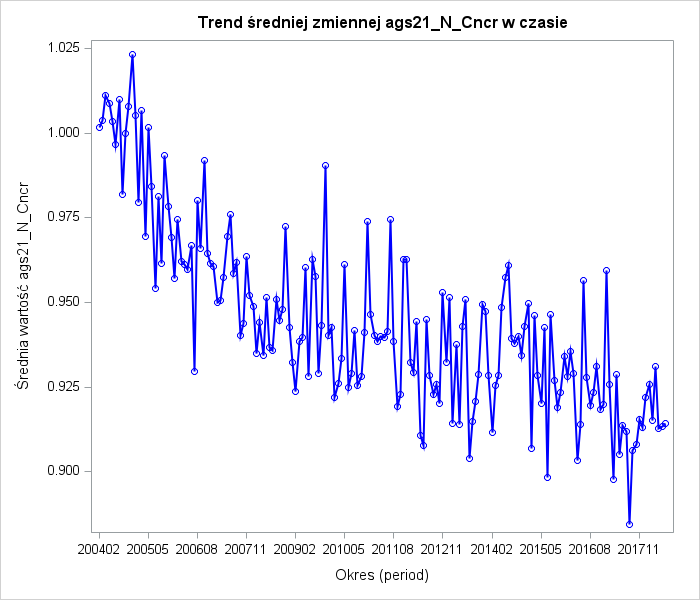 Trend średniej zmiennej ags21_N_Cncr w czasie
1.025
1.000
0.975
0.950
0.925
0.900
Średnia wartość ags21_N_Cncr
200402 200505 200608 200711 200902 201005 201108 201211 201402 201505 201608 201711
Okres (period)